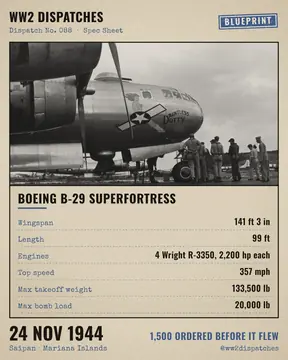 WW2 DISPATCHES
Dispatch No. 088 · Spec Sheet
BLUEPRINT
BOEING B-29 SUPERFORTRESS
Wingspan 141 ft 3 in
Length 99 ft
Engines 4 Wright R-3350, 2,200 hp each
Top speed 357 mph
Max takeoff weight 133,500 lb
Max bomb load 20,000 lb
24 NOV 1944
Saipan · Mariana Islands
1,500 ORDERED BEFORE IT FLEW
@ww2dispatches